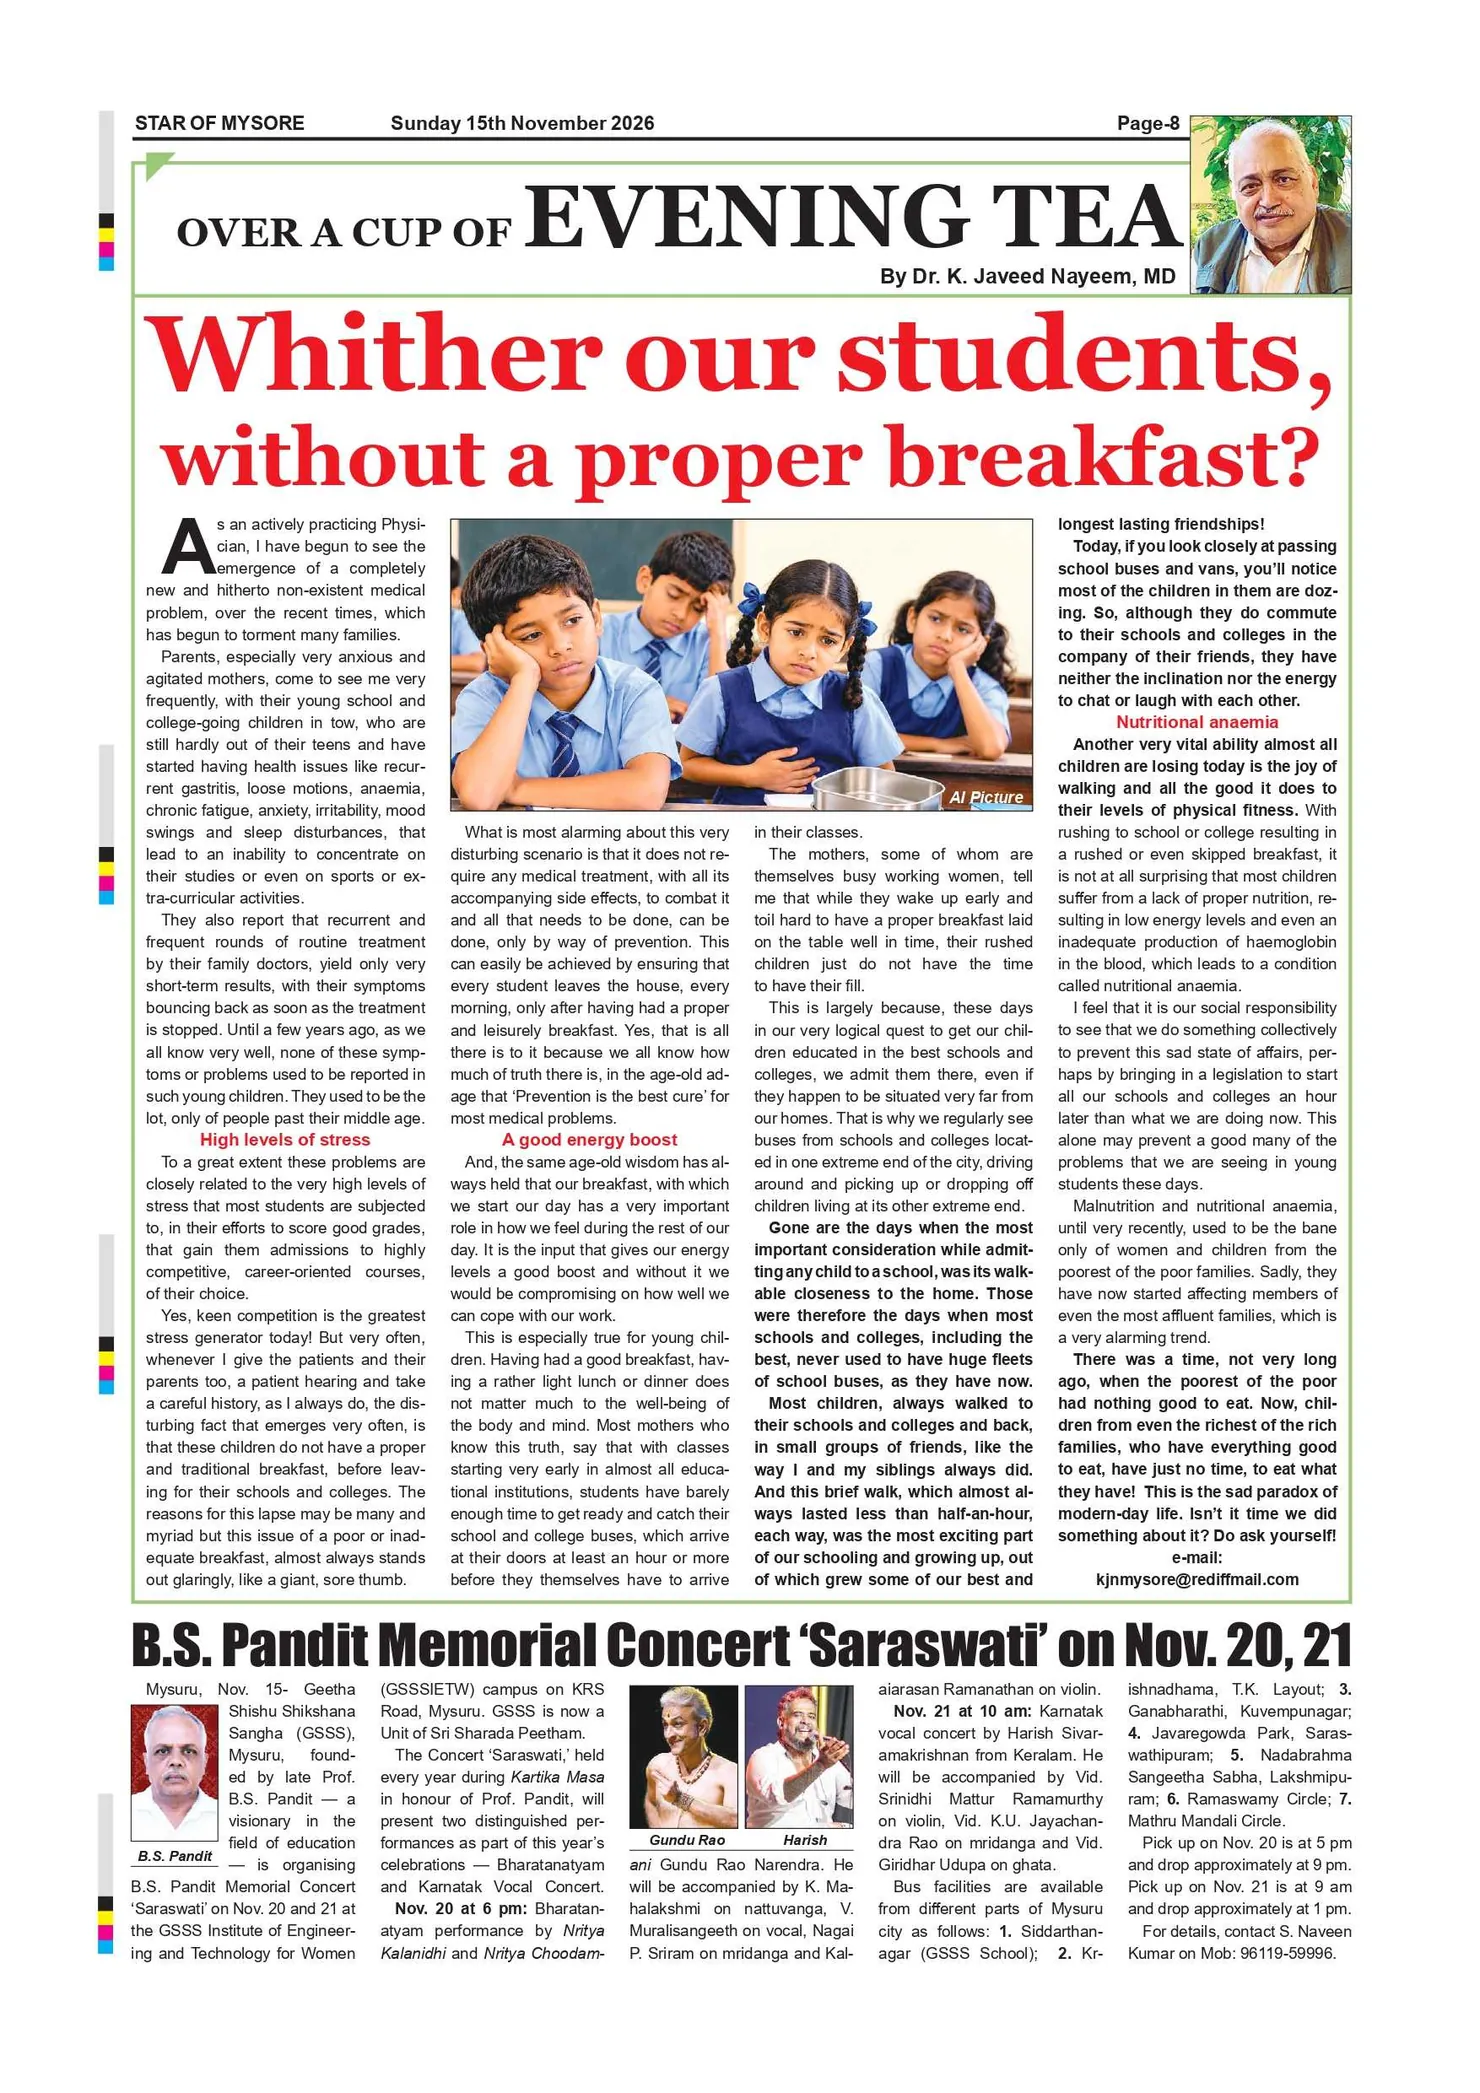 STAR OF MYSORE Sunday 15th November 2026 Page-8
OVER A CUP OF EVENING TEA
By Dr. K. Javeed Nayeem, MD
Whither our students,
without a proper breakfast?
As an actively practicing Physi-
cian, I have begun to see the
emergence of a completely
new and hitherto non-existent medical
problem, over the recent times, which
has begun to torment many families.
Parents, especially very anxious and
agitated mothers, come to see me very
frequently, with their young school and
college-going children in tow, who are
still hardly out of their teens and have
started having health issues like recur-
rent gastritis, loose motions, anaemia,
chronic fatigue, anxiety, irritability, mood
swings and sleep disturbances, that
lead to an inability to concentrate on
their studies or even on sports or ex-
tra-curricular activities.
They also report that recurrent and
frequent rounds of routine treatment
by their family doctors, yield only very
short-term results, with their symptoms
bouncing back as soon as the treatment
is stopped. Until a few years ago, as we
all know very well, none of these symp-
toms or problems used to be reported in
such young children. They used to be the
lot, only of people past their middle age.
High levels of stress
To a great extent these problems are
closely related to the very high levels of
stress that most students are subjected
to, in their efforts to score good grades,
that gain them admissions to highly
competitive, career-oriented courses,
of their choice.
Yes, keen competition is the greatest
stress generator today! But very often,
whenever I give the patients and their
parents too, a patient hearing and take
a careful history, as I always do, the dis-
turbing fact that emerges very often, is
that these children do not have a proper
and traditional breakfast, before leav-
ing for their schools and colleges. The
reasons for this lapse may be many and
myriad but this issue of a poor or inad-
equate breakfast, almost always stands
out glaringly, like a giant, sore thumb.
AI Picture
What is most alarming about this very
disturbing scenario is that it does not re-
quire any medical treatment, with all its
accompanying side effects, to combat it
and all that needs to be done, can be
done, only by way of prevention. This
can easily be achieved by ensuring that
every student leaves the house, every
morning, only after having had a proper
and leisurely breakfast. Yes, that is all
there is to it because we all know how
much of truth there is, in the age-old ad-
age that ‘Prevention is the best cure’ for
most medical problems.
A good energy boost
And, the same age-old wisdom has al-
ways held that our breakfast, with which
we start our day has a very important
role in how we feel during the rest of our
day. It is the input that gives our energy
levels a good boost and without it we
would be compromising on how well we
can cope with our work.
This is especially true for young chil-
dren. Having had a good breakfast, hav-
ing a rather light lunch or dinner does
not matter much to the well-being of
the body and mind. Most mothers who
know this truth, say that with classes
starting very early in almost all educa-
tional institutions, students have barely
enough time to get ready and catch their
school and college buses, which arrive
at their doors at least an hour or more
before they themselves have to arrive
in their classes.
The mothers, some of whom are
themselves busy working women, tell
me that while they wake up early and
toil hard to have a proper breakfast laid
on the table well in time, their rushed
children just do not have the time
to have their fill.
This is largely because, these days
in our very logical quest to get our chil-
dren educated in the best schools and
colleges, we admit them there, even if
they happen to be situated very far from
our homes. That is why we regularly see
buses from schools and colleges locat-
ed in one extreme end of the city, driving
around and picking up or dropping off
children living at its other extreme end.
Gone are the days when the most
important consideration while admit-
ting any child to a school, was its walk-
able closeness to the home. Those
were therefore the days when most
schools and colleges, including the
best, never used to have huge fleets
of school buses, as they have now.
Most children, always walked to
their schools and colleges and back,
in small groups of friends, like the
way I and my siblings always did.
And this brief walk, which almost al-
ways lasted less than half-an-hour,
each way, was the most exciting part
of our schooling and growing up, out
of which grew some of our best and
longest lasting friendships!
Today, if you look closely at passing
school buses and vans, you’ll notice
most of the children in them are doz-
ing. So, although they do commute
to their schools and colleges in the
company of their friends, they have
neither the inclination nor the energy
to chat or laugh with each other.
Nutritional anaemia
Another very vital ability almost all
children are losing today is the joy of
walking and all the good it does to
their levels of physical fitness. With
rushing to school or college resulting in
a rushed or even skipped breakfast, it
is not at all surprising that most children
suffer from a lack of proper nutrition, re-
sulting in low energy levels and even an
inadequate production of haemoglobin
in the blood, which leads to a condition
called nutritional anaemia.
I feel that it is our social responsibility
to see that we do something collectively
to prevent this sad state of affairs, per-
haps by bringing in a legislation to start
all our schools and colleges an hour
later than what we are doing now. This
alone may prevent a good many of the
problems that we are seeing in young
students these days.
Malnutrition and nutritional anaemia,
until very recently, used to be the bane
only of women and children from the
poorest of the poor families. Sadly, they
have now started affecting members of
even the most affluent families, which is
a very alarming trend.
There was a time, not very long
ago, when the poorest of the poor
had nothing good to eat. Now, chil-
dren from even the richest of the rich
families, who have everything good
to eat, have just no time, to eat what
they have! This is the sad paradox of
modern-day life. Isn’t it time we did
something about it? Do ask yourself!
e-mail:
kjnmysore@rediffmail.com
B.S. Pandit Memorial Concert ‘Saraswati’ on Nov. 20, 21
Mysuru, Nov. 15- Geetha
Shishu Shikshana
Sangha (GSSS),
Mysuru, found-
ed by late Prof.
B.S. Pandit — a
visionary in the
field of education
— is organising
B.S. Pandit
B.S. Pandit Memorial Concert
‘Saraswati’ on Nov. 20 and 21 at
the GSSS Institute of Engineer-
ing and Technology for Women
(GSSSIETW) campus on KRS
Road, Mysuru. GSSS is now a
Unit of Sri Sharada Peetham.
The Concert ‘Saraswati,’ held
every year during Kartika Masa
in honour of Prof. Pandit, will
present two distinguished per-
formances as part of this year’s
celebrations — Bharatanatyam
and Karnatak Vocal Concert.
Nov. 20 at 6 pm: Bharatan-
atyam performance by Nritya
Kalanidhi and Nritya Choodam-
Gundu Rao Harish
ani Gundu Rao Narendra. He
will be accompanied by K. Ma-
halakshmi on nattuvanga, V.
Muralisangeeth on vocal, Nagai
P. Sriram on mridanga and Kal-
aiarasan Ramanathan on violin.
Nov. 21 at 10 am: Karnatak
vocal concert by Harish Sivar-
amakrishnan from Keralam. He
will be accompanied by Vid.
Srinidhi Mattur Ramamurthy
on violin, Vid. K.U. Jayachan-
dra Rao on mridanga and Vid.
Giridhar Udupa on ghata.
Bus facilities are available
from different parts of Mysuru
city as follows: 1. Siddarthan-
agar (GSSS School); 2. Kr-
ishnadhama, T.K. Layout; 3.
Ganabharathi, Kuvempunagar;
4. Javaregowda Park, Saras-
wathipuram; 5. Nadabrahma
Sangeetha Sabha, Lakshmipu-
ram; 6. Ramaswamy Circle; 7.
Mathru Mandali Circle.
Pick up on Nov. 20 is at 5 pm
and drop approximately at 9 pm.
Pick up on Nov. 21 is at 9 am
and drop approximately at 1 pm.
For details, contact S. Naveen
Kumar on Mob: 96119-59996.